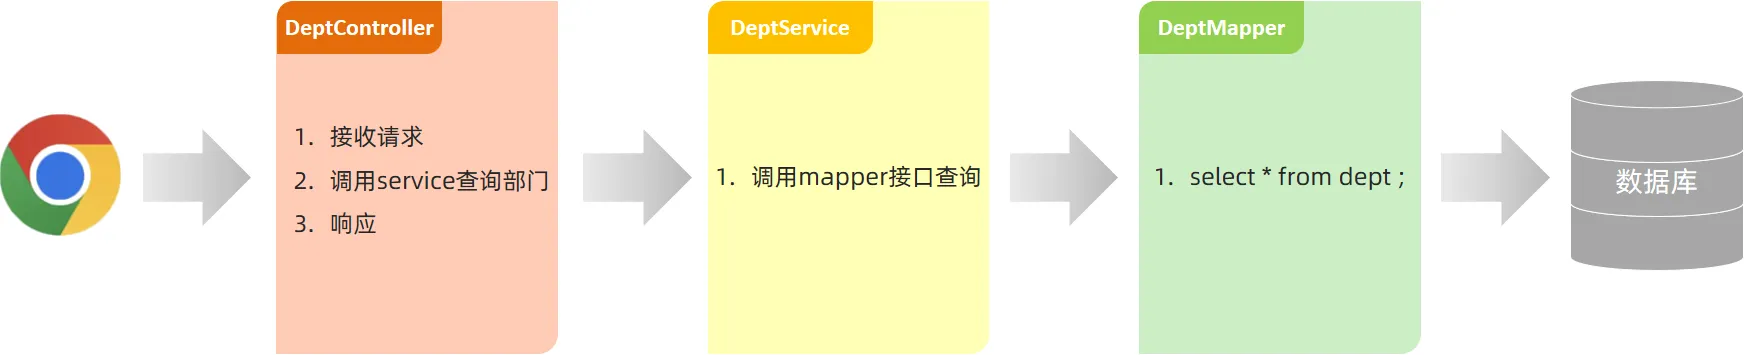 DeptController
1. 接收请求
2. 调用service查询部门
3. 响应
DeptService
1. 调用mapper接口查询
DeptMapper
1. select * from dept ;
数据库